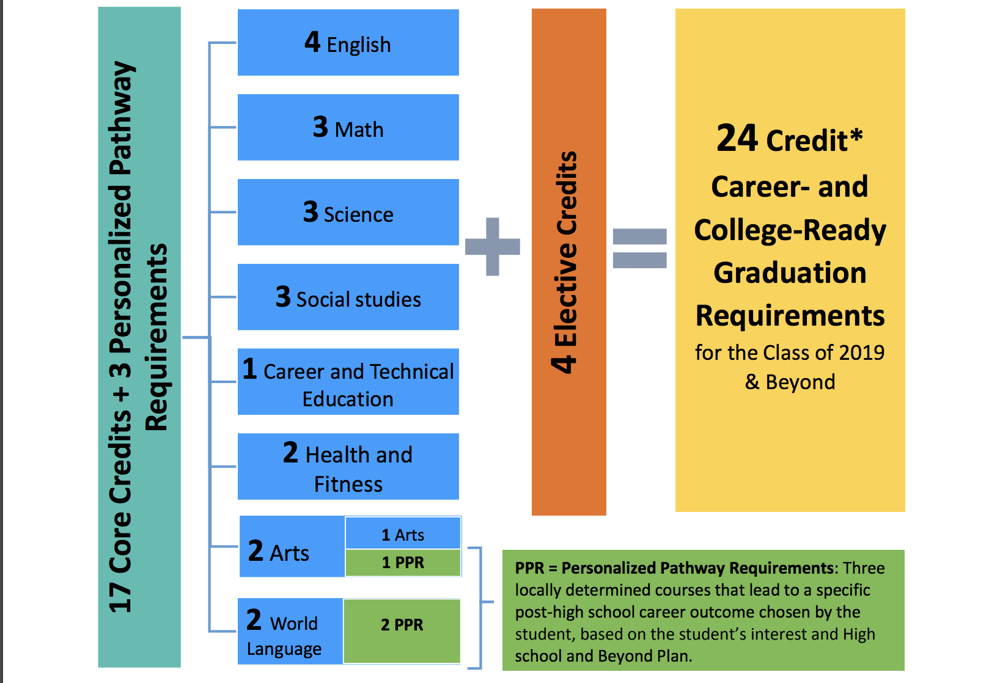 17 Core Credits + 3 Personalized Pathway
Requirements
4 English
3 Math
3 Science
3 Social studies
1 Career and Technical
Education
2 Health and
Fitness
2 Arts
1 Arts
1 PPR
2 World
Language
2 PPR
4 Elective Credits
24 Credit*
Career- and
College-Ready
Graduation
Requirements
for the Class of 2019
& Beyond
PPR = Personalized Pathway Requirements: Three
locally determined courses that lead to a specific
post-high school career outcome chosen by the
student, based on the student’s interest and High
school and Beyond Plan.